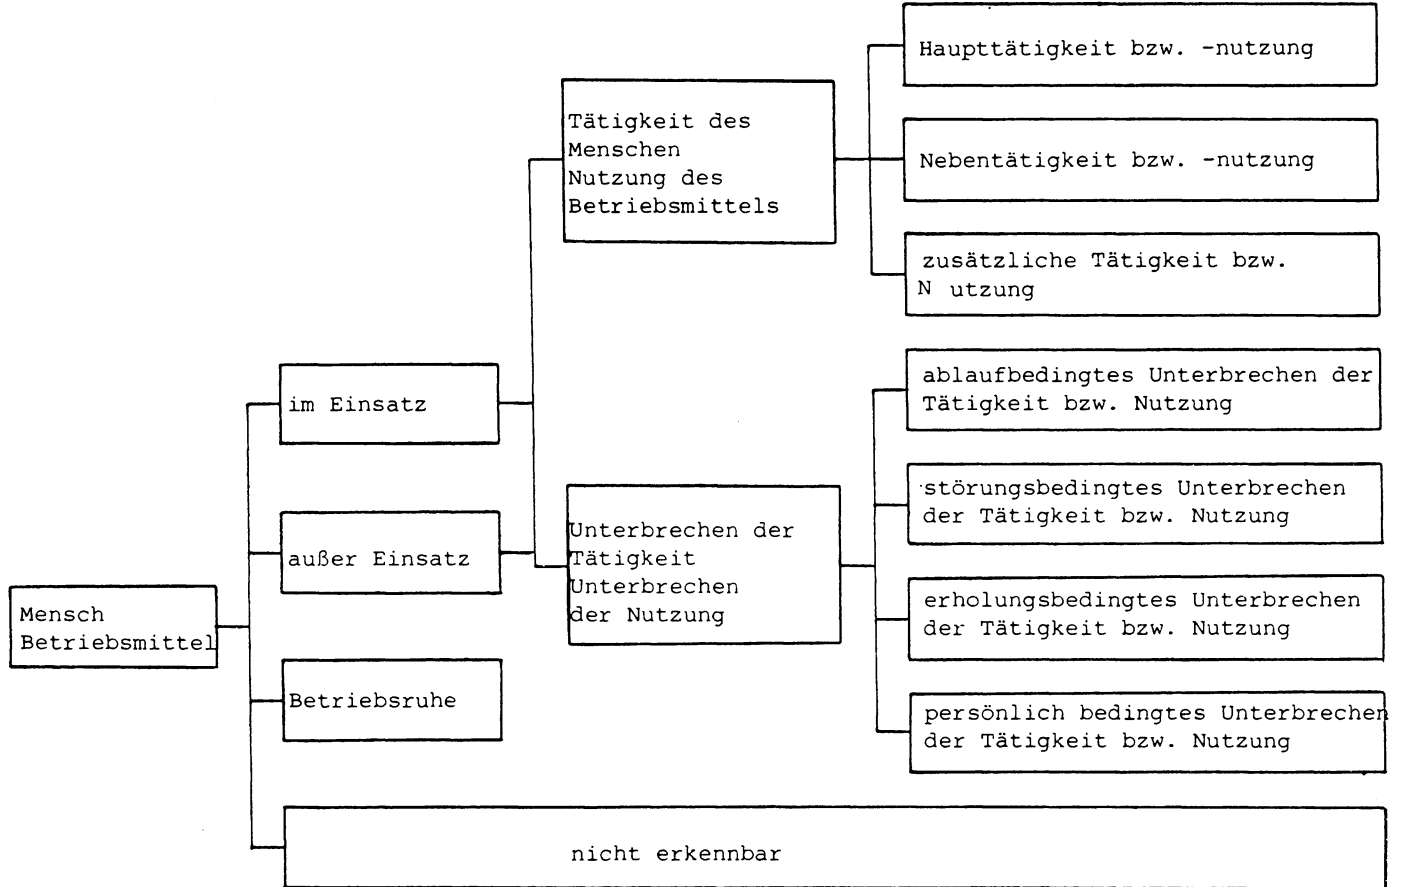 Haupttätigkeit bzw. -nutzung
Tätigkeit des
Menschen
Nutzung des
Betriebsmittels
Nebentätigkeit bzw. -nutzung
zusätzliche Tätigkeit bzw.
N utzung
im Einsatz
ablaufbedingtes Unterbrechen der
Tätigkeit bzw. Nutzung
außer Einsatz
Unterbrechen der
Tätigkeit
Unterbrechen
der Nutzung
störungsbedingtes Unterbrechen
der Tätigkeit bzw. Nutzung
Mensch
Betriebsmittel
erholungsbedingtes Unterbrechen
der Tätigkeit bzw. Nutzung
Betriebsruhe
persönlich bedingtes Unterbrechen
der Tätigkeit bzw. Nutzung
nicht erkennbar